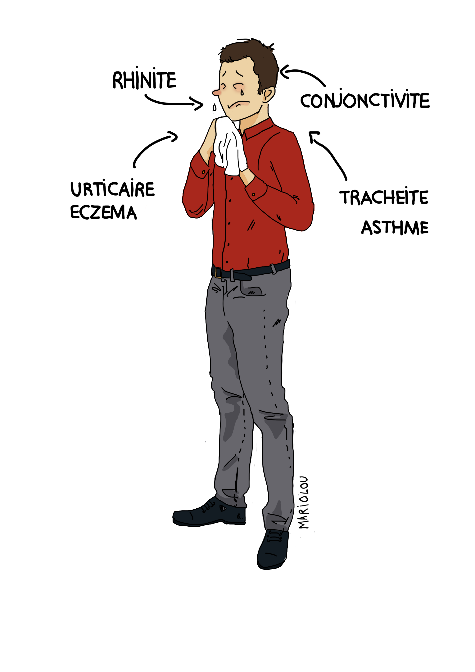 RHINITE
CONJONCTIVITE
URTICAIRE
ECZEMA
TRACHEITE
ASTHME
MARIOLOU